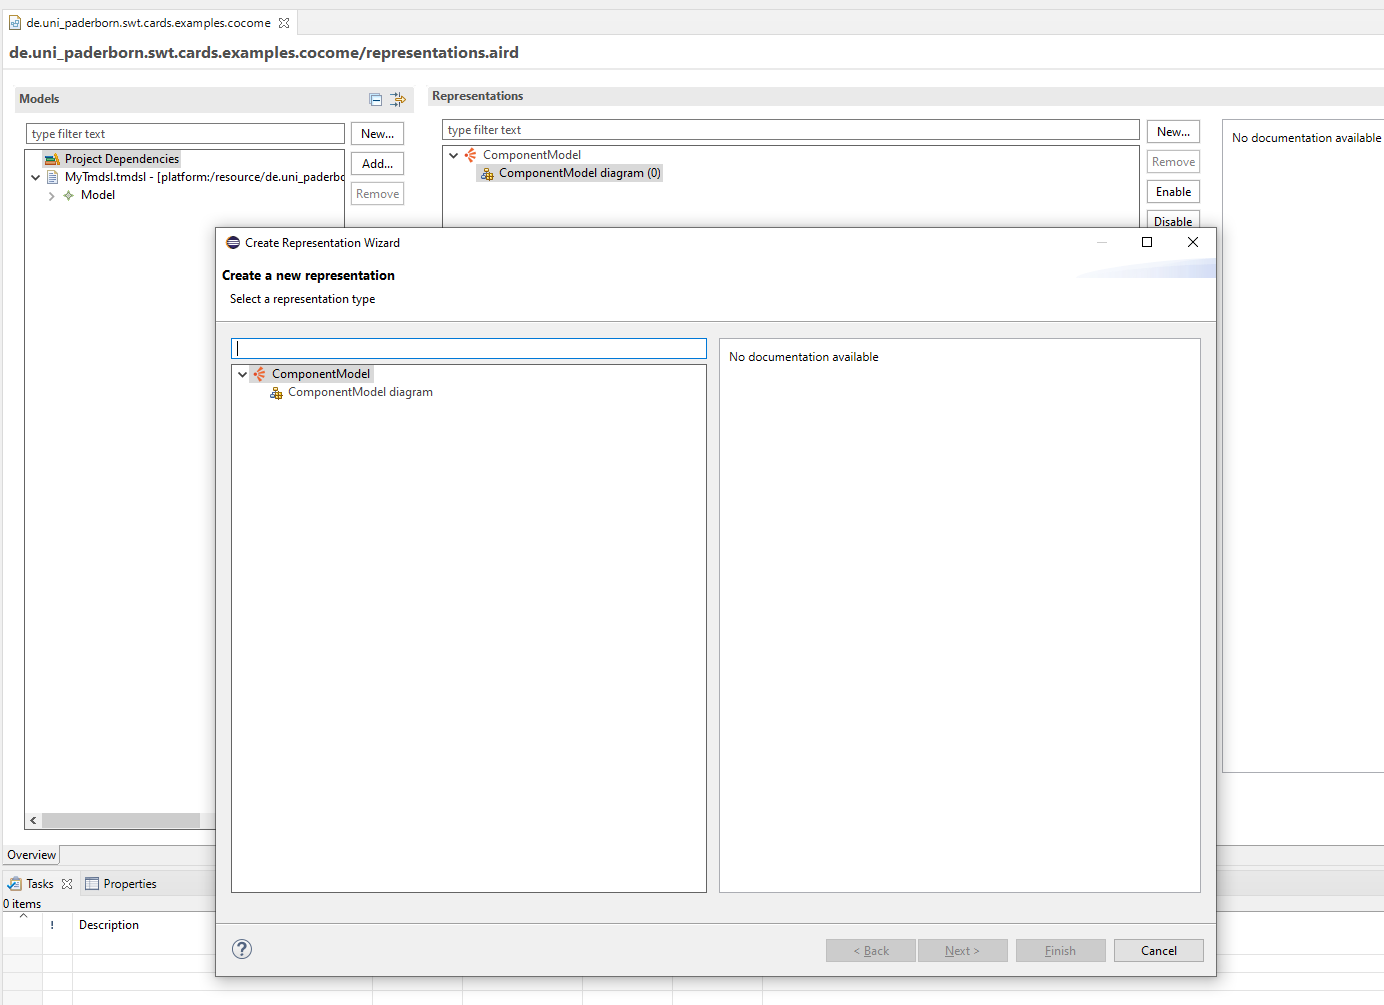 de.uni_paderborn.swt.cards.examples.cocome
de.uni_paderborn.swt.cards.examples.cocome/representations.aird
Models
type filter text
New...
Project Dependencies
Add...
MyTmdsl.tmdsl - [platform:/resource/de.uni_paderbo
Model
Remove
Representations
type filter text
New...
ComponentModel
ComponentModel diagram (0)
Remove
Enable
Disable
No documentation available
Create Representation Wizard
Create a new representation
Select a representation type
ComponentModel
ComponentModel diagram
No documentation available
?
< Back
Next >
Finish
Cancel
Overview
Tasks
Properties
0 items
!
Description